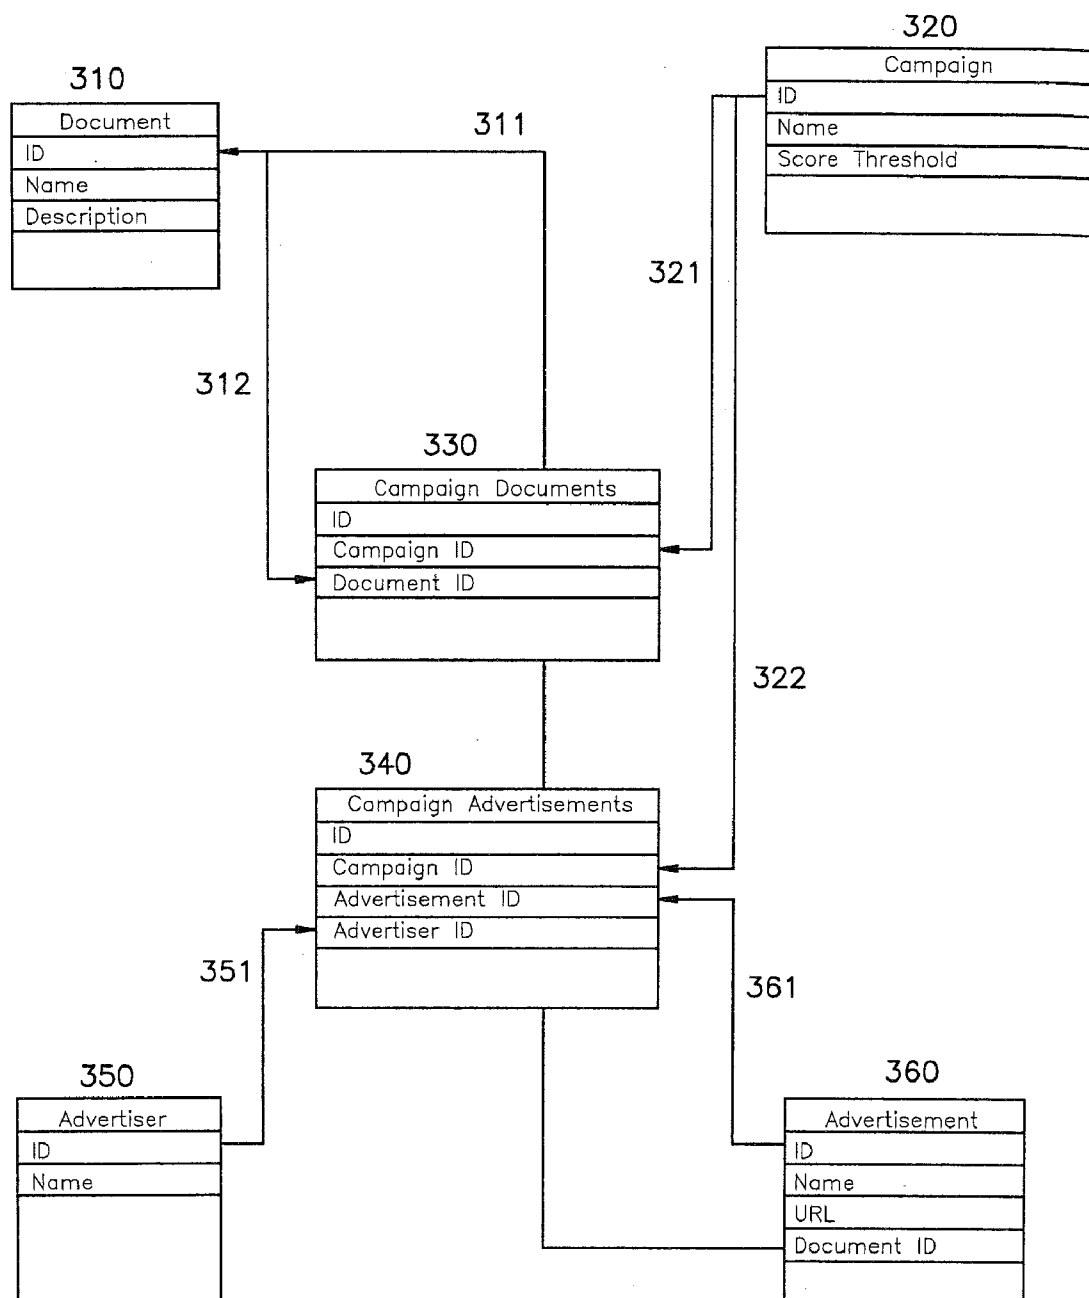 320
Campaign
ID
Name
Score Threshold
310
Document
ID
Name
Description
311
321
312
330
Campaign Documents
ID
Campaign ID
Document ID
322
340
Campaign Advertisements
ID
Campaign ID
Advertisement ID
Advertiser ID
351
361
350
Advertiser
ID
Name
360
Advertisement
ID
Name
URL
Document ID